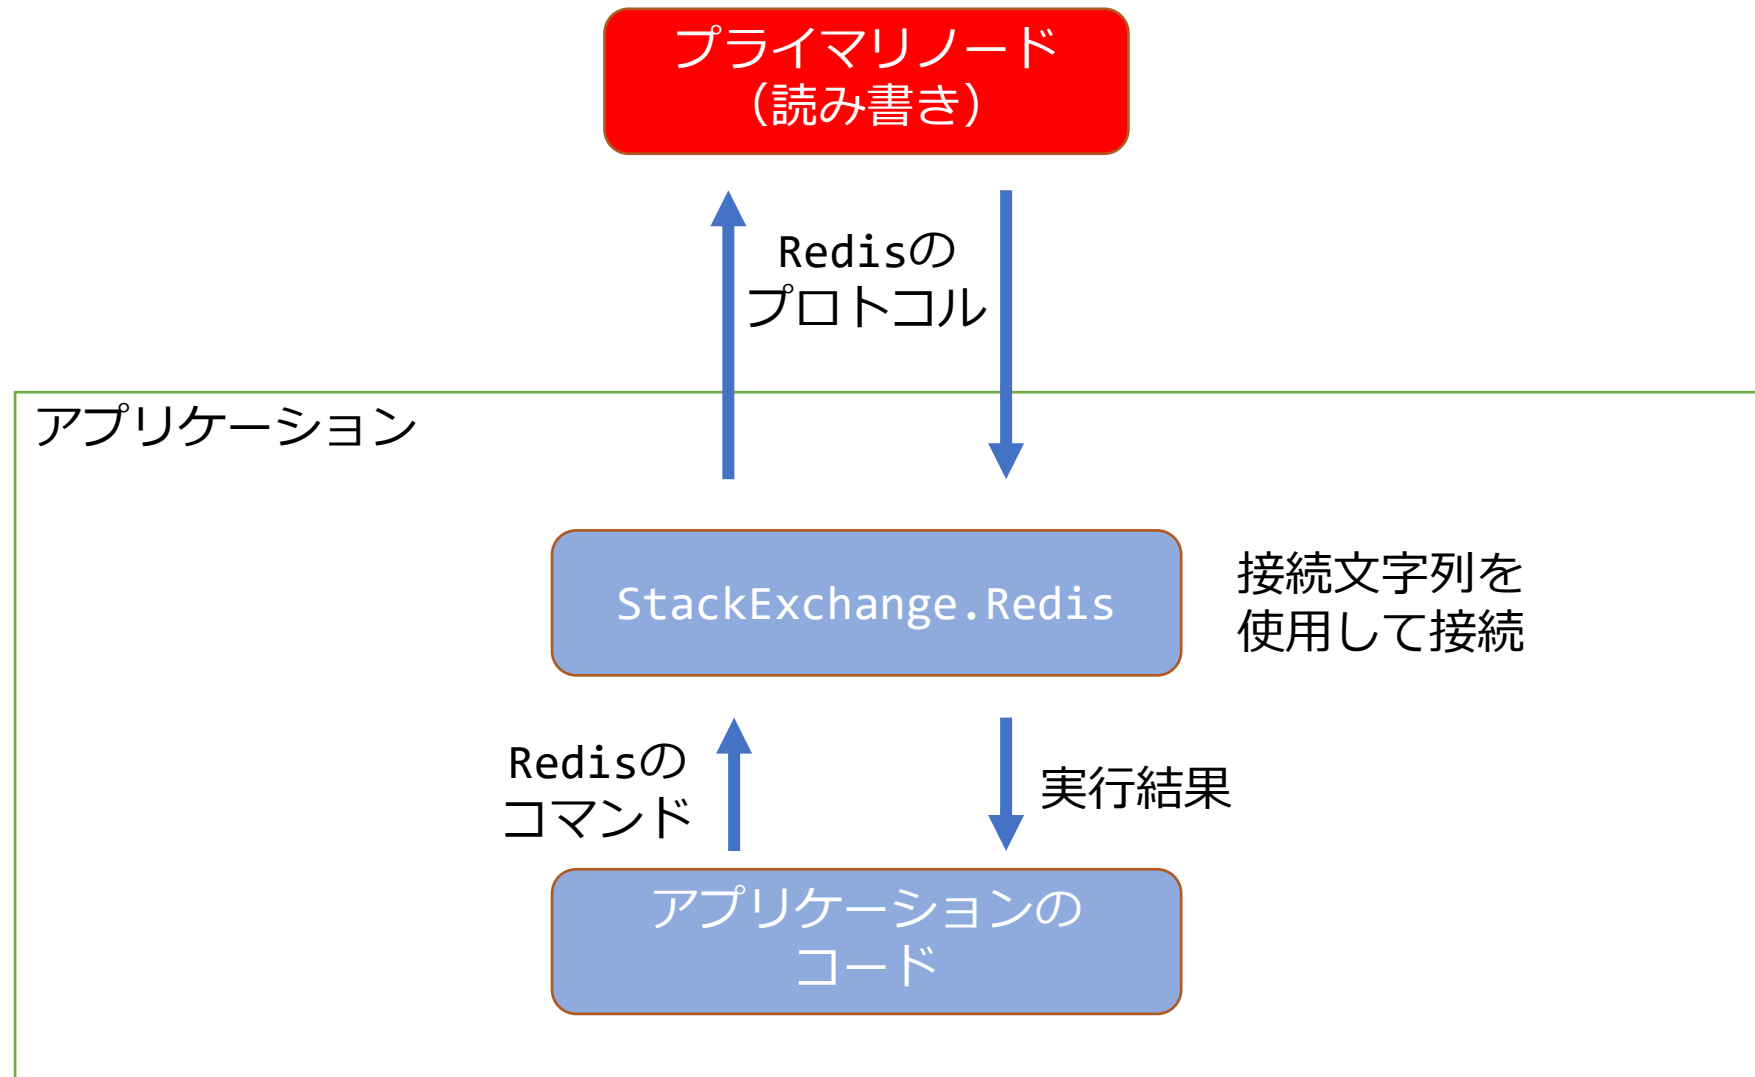 プライマリノード
（読み書き）
Redisの
プロトコル
アプリケーション
StackExchange.Redis
接続文字列を
使用して接続
Redisの
コマンド
実行結果
アプリケーションの
コード